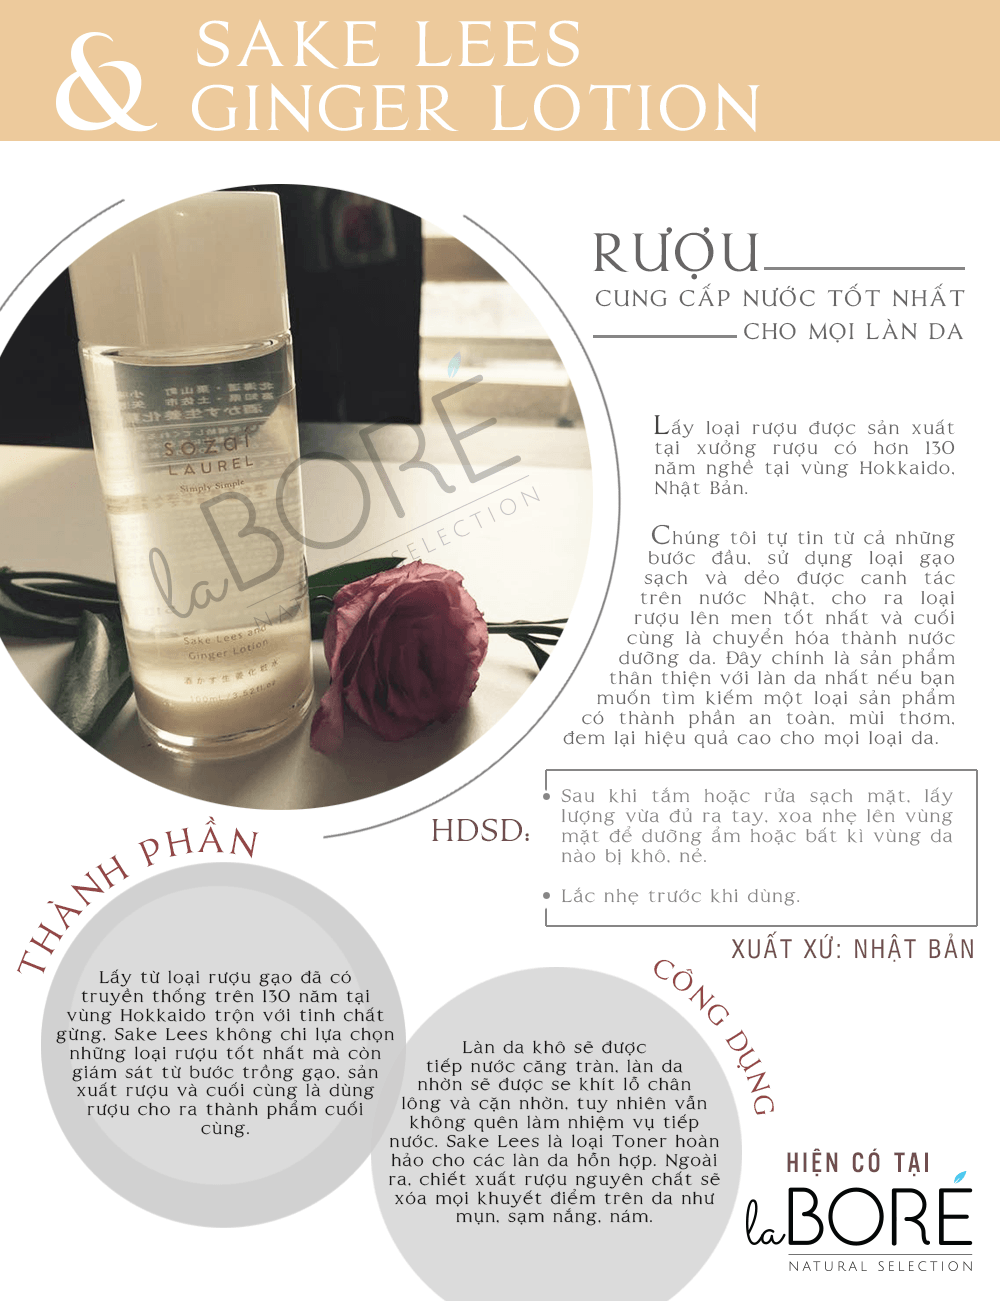 &
SAKE LEES
GINGER LOTION
RƯỢU
CUNG CẤP NƯỚC TỐT NHẤT
CHO MỌI LÀN DA
Lấy loại rượu được sản xuất
tại xưởng rượu có hơn 130
năm nghề tại vùng Hokkaido,
Nhật Bản.
Chúng tôi tự tin từ cả những
bước đầu, sử dụng loại gạo
sạch và dẻo được canh tác
trên nước Nhật, cho ra loại
rượu lên men tốt nhất và cuối
cùng là chuyển hóa thành nước
dưỡng da. Đây chính là sản phẩm
thân thiện với làn da nhất nếu bạn
muốn tìm kiếm một loại sản phẩm
có thành phần an toàn, mùi thơm,
đem lại hiệu quả cao cho mọi loại da.
sozai
LAUREL
Simply Simple
Sake Lees and
Ginger Lotion
酒かす生姜化粧水
100mL / 3.52fl.oz
laBORÉ
NA SELECTION
HDSD:
Sau khi tắm hoặc rửa sạch mặt, lấy
lượng vừa đủ ra tay, xoa nhẹ lên vùng
mặt để dưỡng ẩm hoặc bất kì vùng da
nào bị khô, nẻ.
Lắc nhẹ trước khi dùng.
XUẤT XỨ: NHẬT BẢN
THÀNH PHẦN
Lấy từ loại rượu gạo đã có
truyền thống trên 130 năm tại
vùng Hokkaido trộn với tinh chất
gừng. Sake Lees không chỉ lựa chọn
những loại rượu tốt nhất mà còn
giám sát từ bước trồng gạo, sản
xuất rượu và cuối cùng là dùng
rượu cho ra thành phẩm cuối
cùng.
CÔNG DỤNG
Làn da khô sẽ được
tiếp nước căng tràn, làn da
nhờn sẽ được se khít lỗ chân
lông và cặn nhờn, tuy nhiên vẫn
không quên làm nhiệm vụ tiếp
nước. Sake Lees là loại Toner hoàn
hảo cho các làn da hỗn hợp. Ngoài
ra, chiết xuất rượu nguyên chất sẽ
xóa mọi khuyết điểm trên da như
mụn, sạm nắng, nám.
HIỆN CÓ TẠI
laBORÉ
NATURAL SELECTION